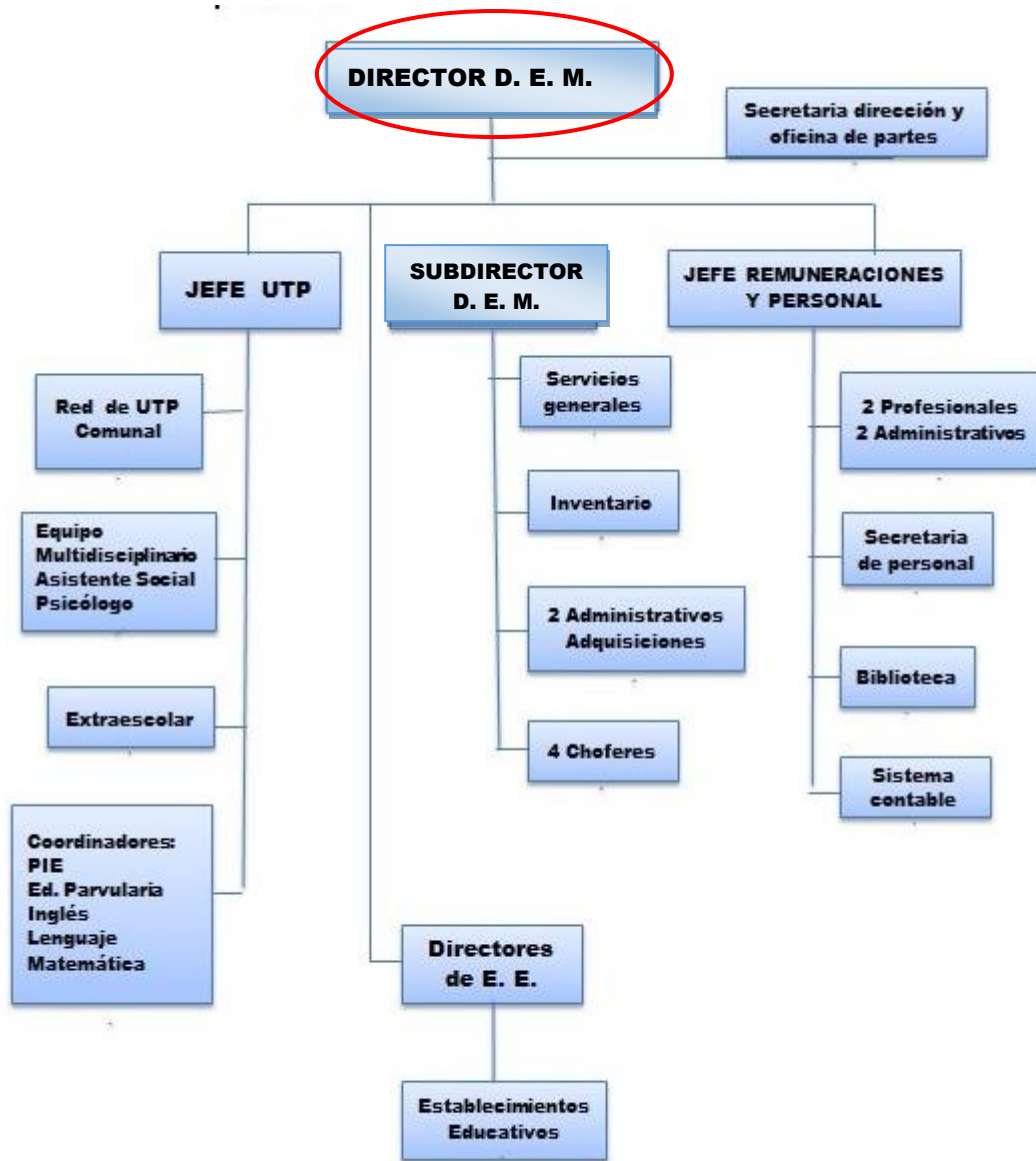 DIRECTOR D. E. M.
Secretaria dirección y
oficina de partes
JEFE UTP
SUBDIRECTOR
D. E. M.
JEFE REMUNERACIONES
Y PERSONAL
Red de UTP
Comunal
Equipo
Multidisciplinario
Asistente Social
Psicólogo
Extraescolar
Coordinadores:
PIE
Ed. Parvularia
Inglés
Lenguaje
Matemática
Servicios
generales
Inventario
2 Administrativos
Adquisiciones
4 Choferes
2 Profesionales
2 Administrativos
Secretaria
de personal
Biblioteca
Sistema
contable
Directores
de E. E.
Establecimientos
Educativos